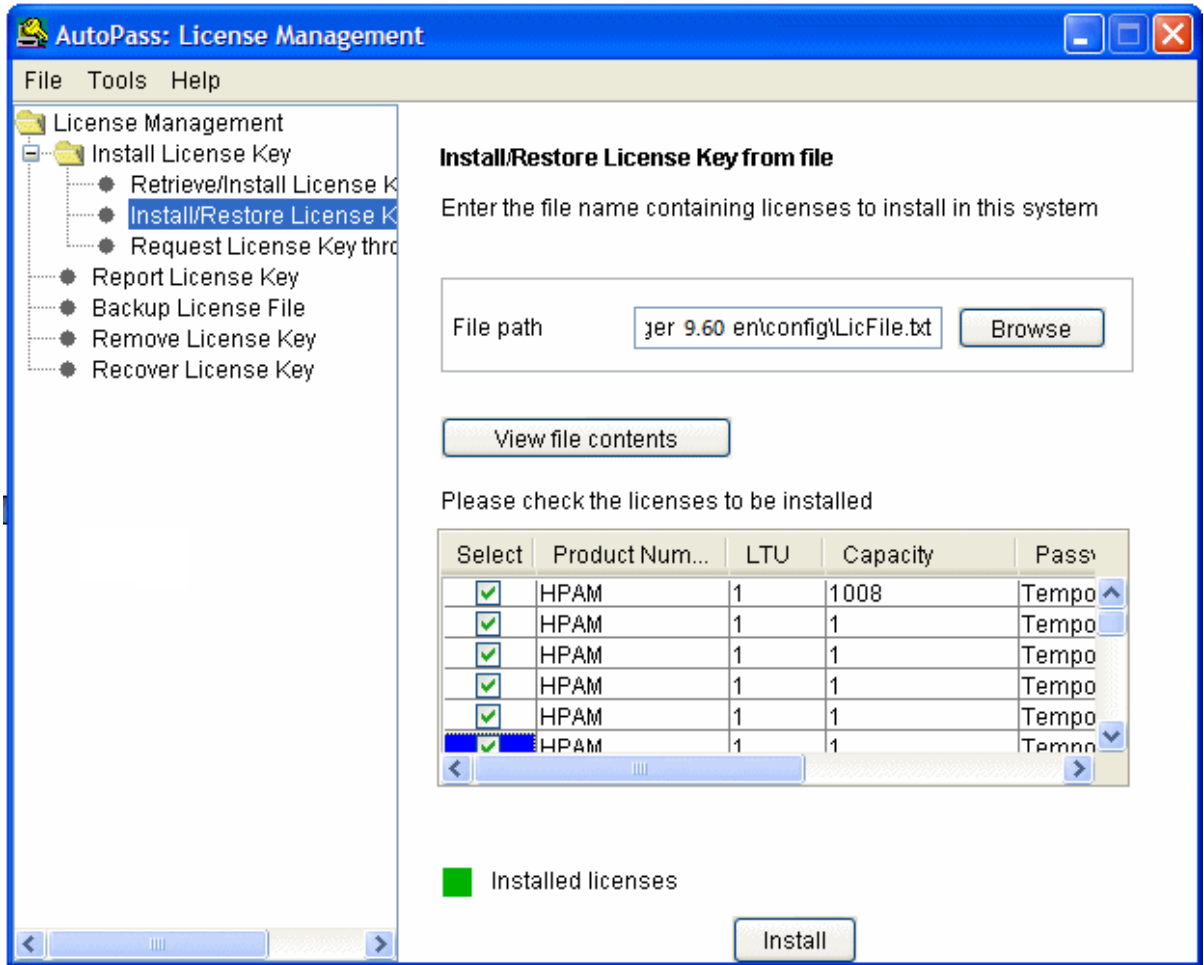 AutoPass: License Management
File Tools Help
License Management
Install License Key
Retrieve/Install License K
Install/Restore License K
Request License Key thro
Report License Key
Backup License File
Remove License Key
Recover License Key
Install/Restore License Key from file
Enter the file name containing licenses to install in this system
File path ger 9.60 en\config\LicFile.txt Browse
View file contents
Please check the licenses to be installed
Select Product Num... LTU Capacity Passw
HPAM 1 1008 Tempo
HPAM 1 1 Tempo
HPAM 1 1 Tempo
HPAM 1 1 Tempo
HPAM 1 1 Tempo
HPAM 1 1 Tempo
Installed licenses
Install